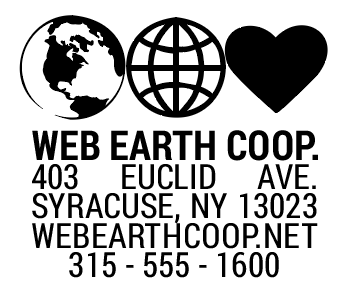 WEB EARTH COOP.
403 EUCLID AVE.
SYRACUSE, NY 13023
WEBEARTHCOOP.NET
315 - 555 - 1600